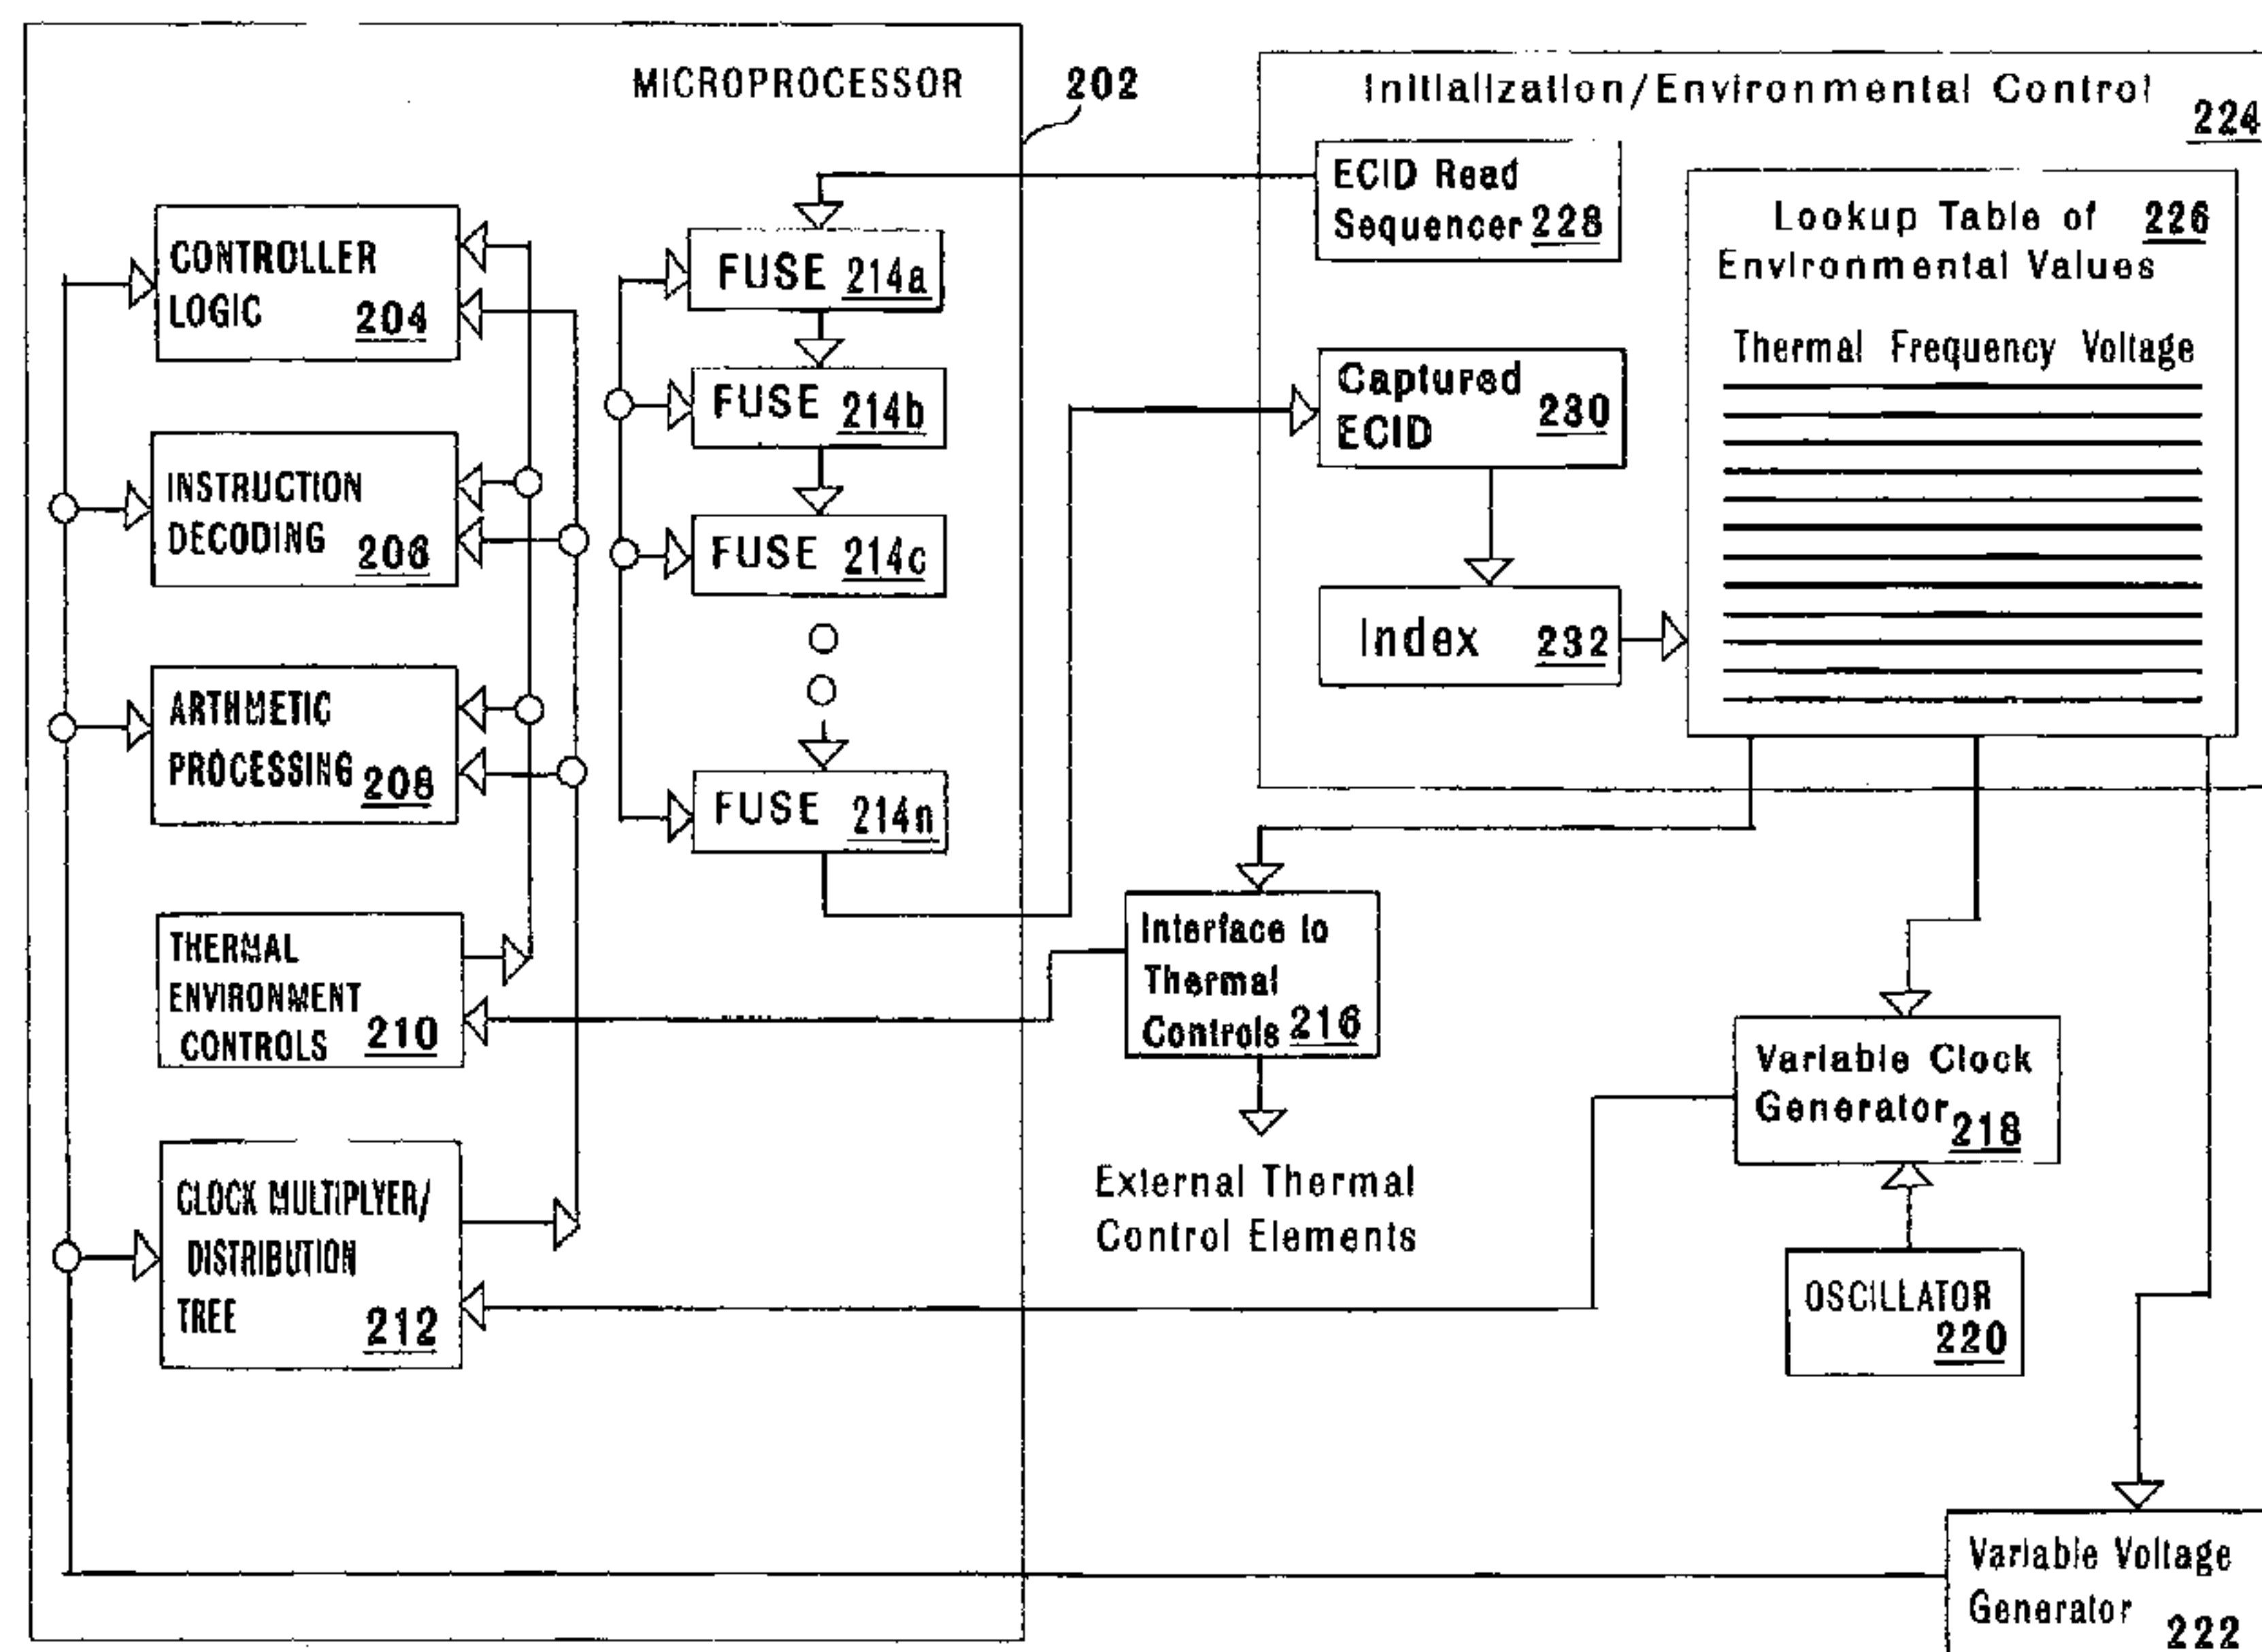 MICROPROCESSOR
202
CONTROLLER
LOGIC 204
INSTRUCTION
DECODING 206
ARTHMETIC
PROCESSING 208
THERMAL
ENVIRONMENT
CONTROLS 210
CLOCK MULTIPLYER/
DISTRIBUTION
TREE 212
FUSE 214a
FUSE 214b
FUSE 214c
FUSE 214n
Initialization/Environmental Control
224
ECID Read
Sequencer 228
Captured
ECID 230
Index 232
Lookup Table of 226
Environmental Values
Thermal Frequency Voltage
Interface to
Thermal
Controls 216
External Thermal
Control Elements
Variable Clock
Generator 218
OSCILLATOR
220
Variable Voltage
Generator 222